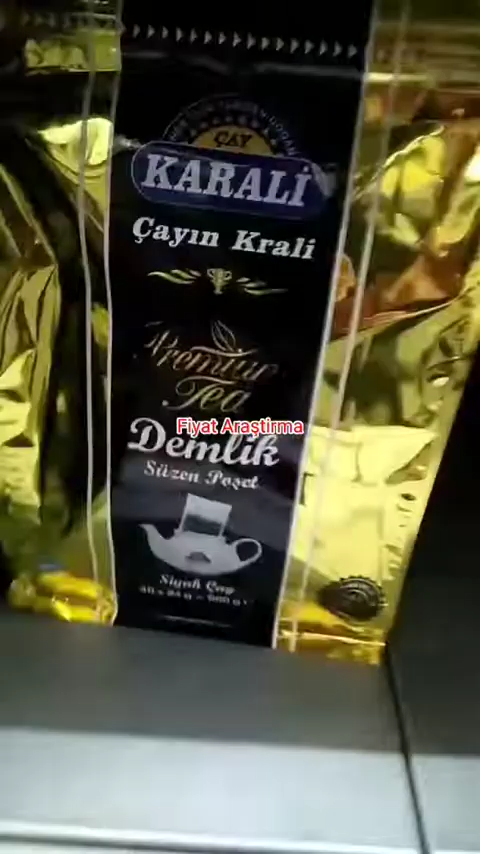 ÇAY
KARALİ
Çayın Krali
Premium
Tea
Fiyat Araştirma
Demlik
Süzen Poşet
Siyah Çay